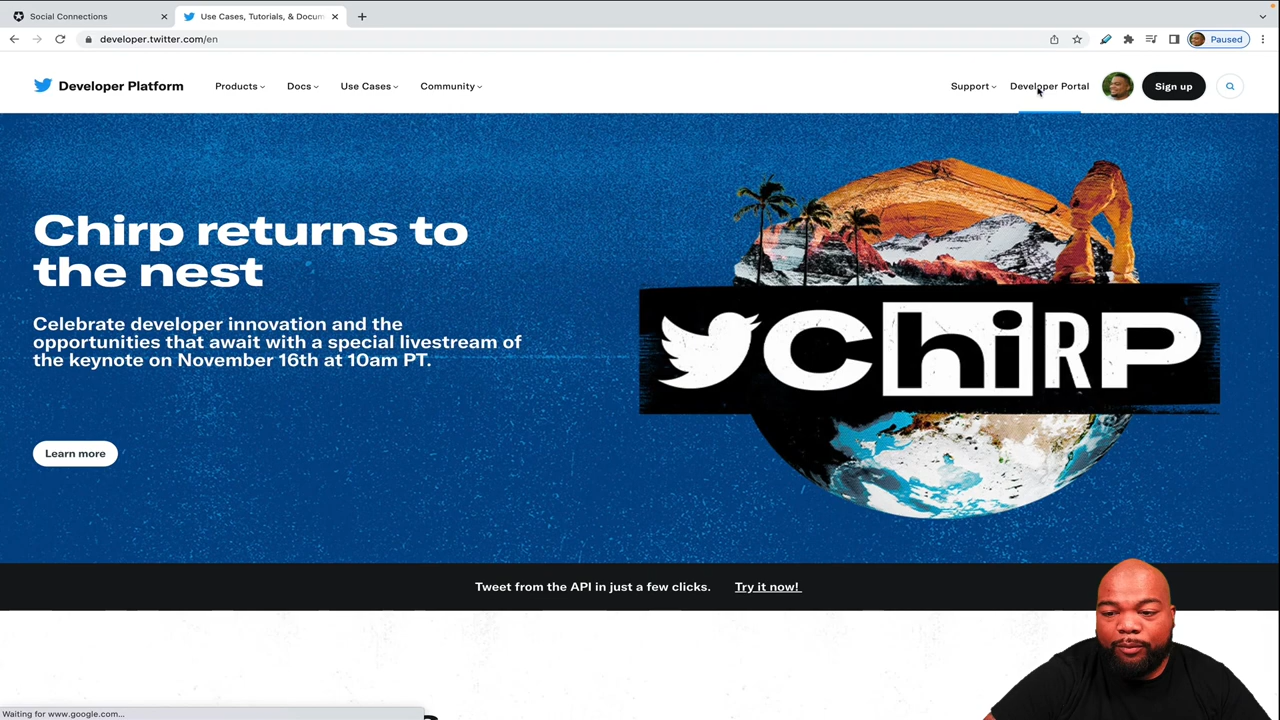 Social Connections
Use Cases, Tutorials, & Docum
developer.twitter.com/en
Paused
Developer Platform
Products
Docs
Use Cases
Community
Support
Developer Portal
Sign up
Chirp returns to
the nest
Celebrate developer innovation and the
opportunities that await with a special livestream of
the keynote on November 16th at 10am PT.
Learn more
ChiRP
Tweet from the API in just a few clicks.
Try it now!
Waiting for www.google.com...